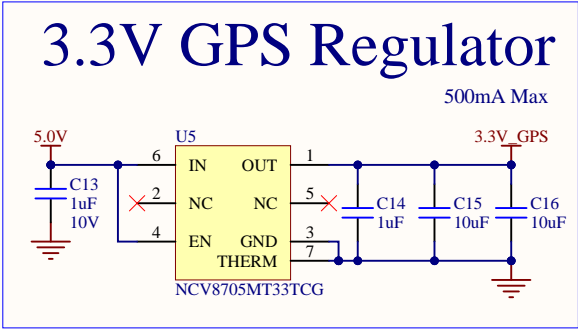 3.3V GPS Regulator
500mA Max
5.0V
U5
3.3V_GPS
6 IN OUT 1
C13
1uF
10V
2 NC NC 5
C14
1uF
C15
10uF
C16
10uF
4 EN GND 3
THERM 7
NCV8705MT33TCG